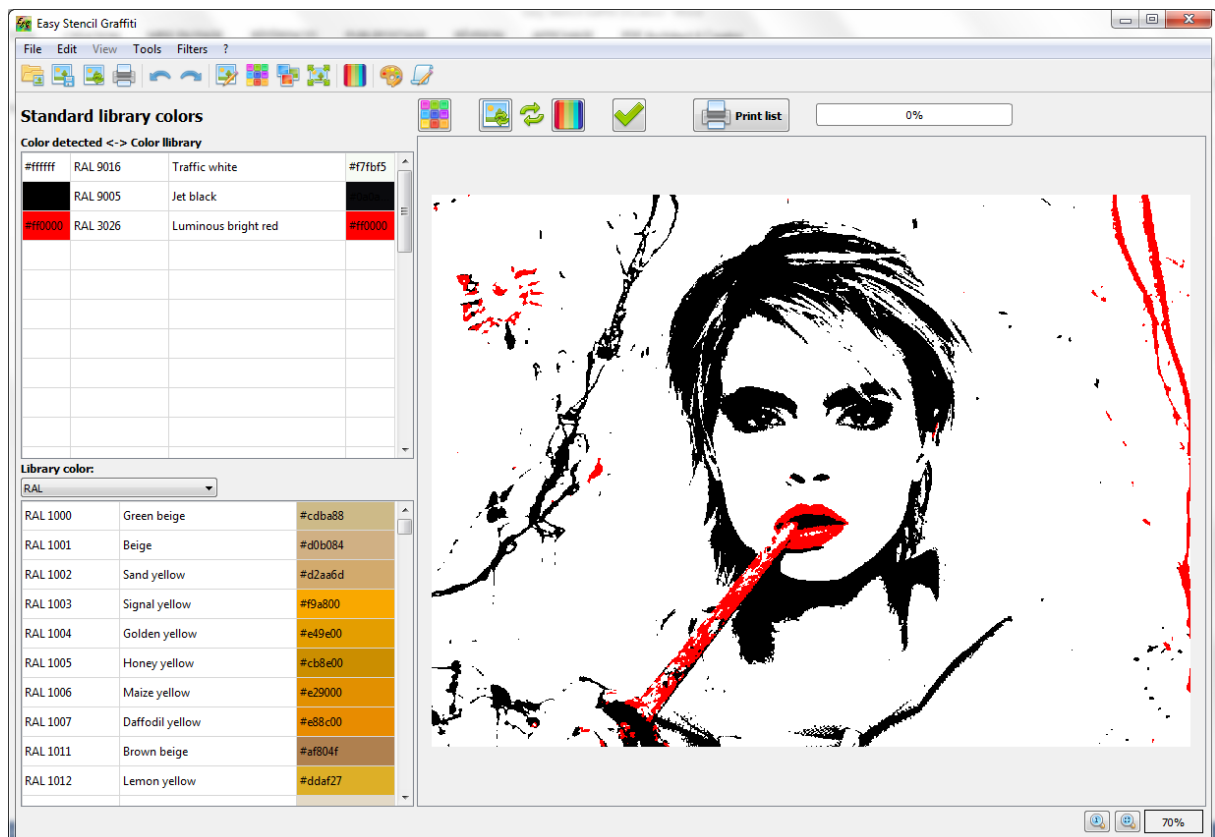 Easy Stencil Graffiti
File Edit View Tools Filters ?
Standard library colors
Print list
0%
Color detected <-> Color llibrary
#ffffff RAL 9016 Traffic white #f7fbf5
RAL 9005 Jet black
#ff0000 RAL 3026 Luminous bright red #ff0000
Library color:
RAL
RAL 1000 Green beige #cdba88
RAL 1001 Beige #d0b084
RAL 1002 Sand yellow #d2aa6d
RAL 1003 Signal yellow #f9a800
RAL 1004 Golden yellow #e49e00
RAL 1005 Honey yellow #cb8e00
RAL 1006 Maize yellow #e29000
RAL 1007 Daffodil yellow #e88c00
RAL 1011 Brown beige #af804f
RAL 1012 Lemon yellow #ddaf27
70%